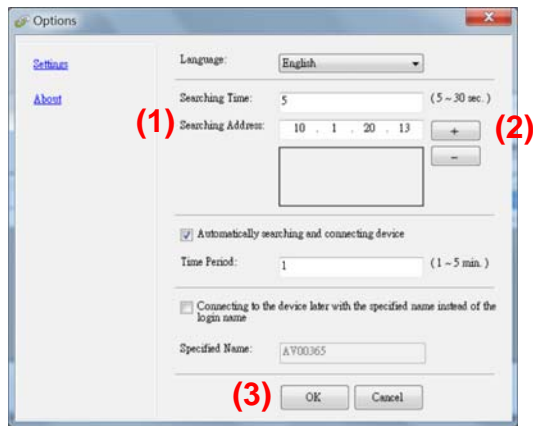 Options
Settings
About
Language: English
Searching Time: 5 (5 ~ 30 sec. )
(1) Searching Address: 10 . 1 . 20 . 13 + (2)
−
Automatically searching and connecting device
Time Period: 1 (1 ~ 5 min. )
Connecting to the device later with the specified name instead of the
login name
Specified Name: AV00365
(3) OK Cancel